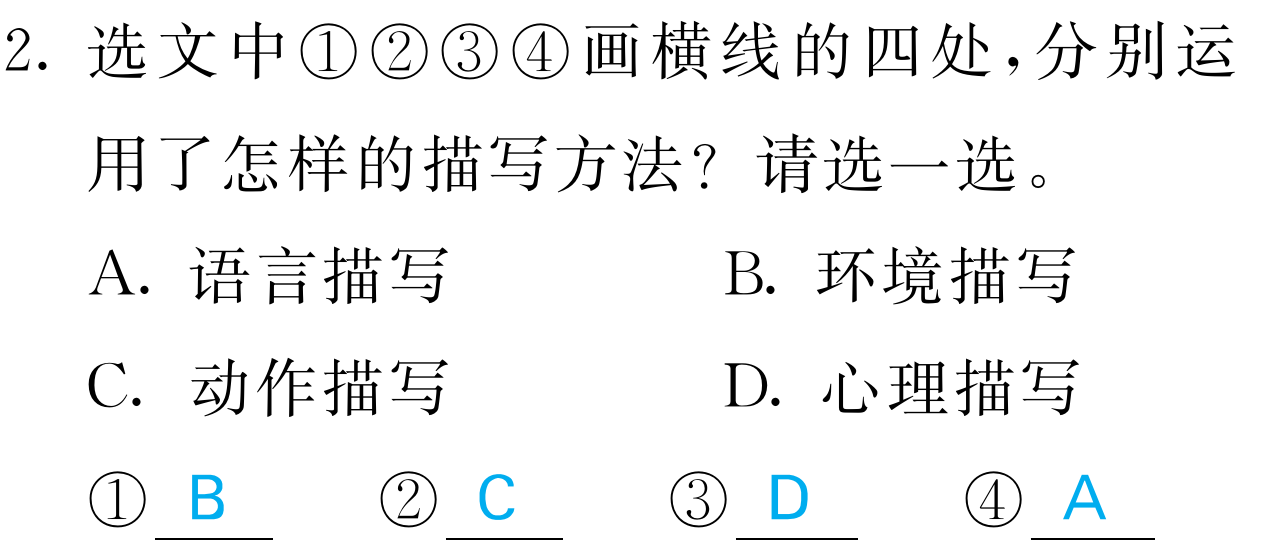 2. 选文中①②③④画横线的四处,分别运
用了怎样的描写方法? 请选一选。
A. 语言描写 B. 环境描写
C. 动作描写 D. 心理描写
① B ② C ③ D ④ A